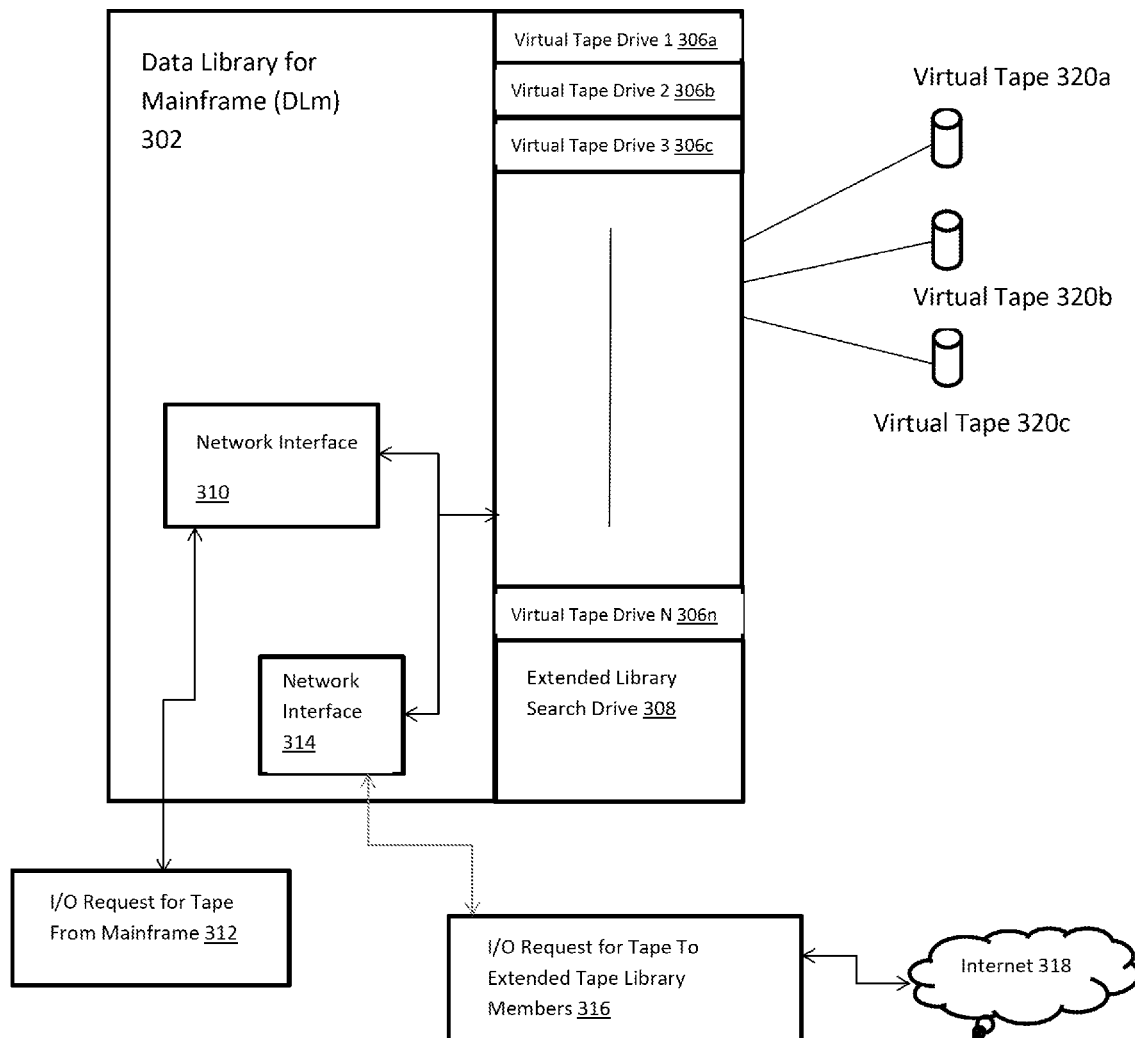 Data Library for
Mainframe (DLm)
302
Virtual Tape Drive 1 306a
Virtual Tape Drive 2 306b
Virtual Tape Drive 3 306c
Virtual Tape 320a
Virtual Tape 320b
Virtual Tape 320c
Network Interface
310
Virtual Tape Drive N 306n
Network
Interface
314
Extended Library
Search Drive 308
I/O Request for Tape
From Mainframe 312
I/O Request for Tape To
Extended Tape Library
Members 316
Internet 318